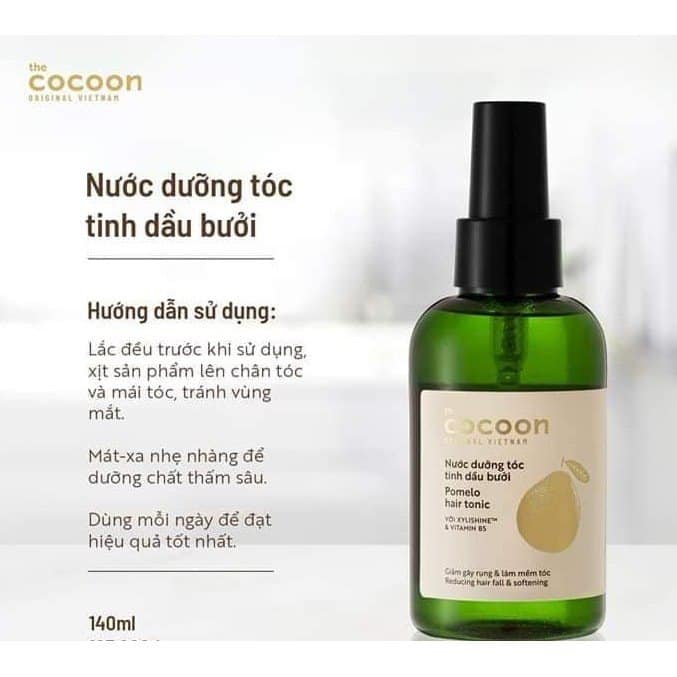 the
cocoon
ORIGINAL VIETNAM
Nước dưỡng tóc
tinh dầu bưởi
Hướng dẫn sử dụng:
Lắc đều trước khi sử dụng,
xịt sản phẩm lên chân tóc
và mái tóc, tránh vùng
mắt.
Mát-xa nhẹ nhàng để
dưỡng chất thấm sâu.
Dùng mỗi ngày để đạt
hiệu quả tốt nhất.
140ml
the
cocoon
ORIGINAL VIETNAM
Nước dưỡng tóc
tinh dầu bưởi
Pomelo
hair tonic
VỚI XYLISHINE™
& VITAMIN B5
Giảm gãy rụng & làm mềm tóc
Reducing hair fall & softening